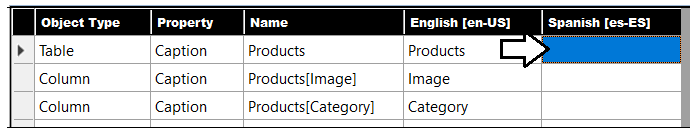 Object Type Property Name English [en-US] Spanish [es-ES]
Table Caption Products Products
Column Caption Products[Image] Image
Column Caption Products[Category] Category